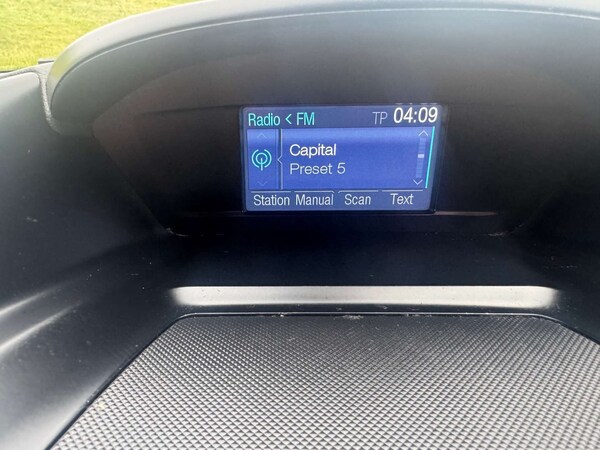 Radio < FM TP 04:09
Capital
Preset 5
Station Manual Scan Text